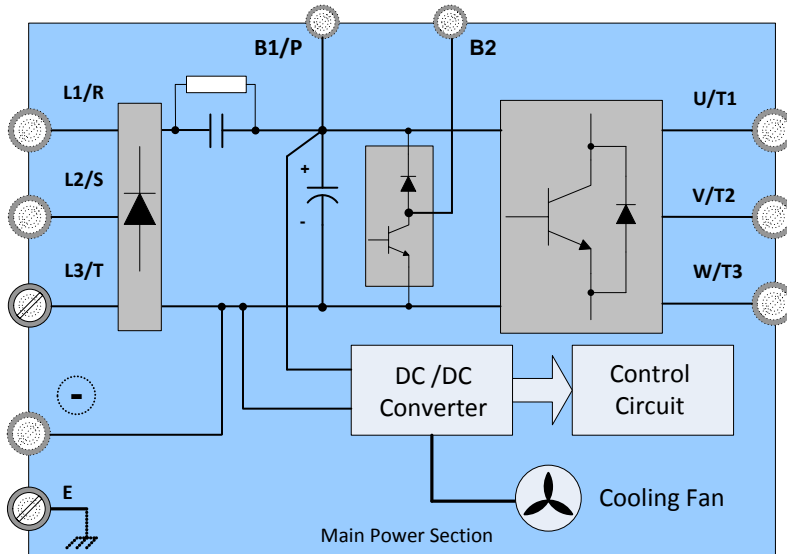 B1/P
B2
L1/R
U/T1
L2/S
V/T2
L3/T
W/T3
+
-
-
DC /DC
Converter
Control
Circuit
E
Cooling Fan
Main Power Section